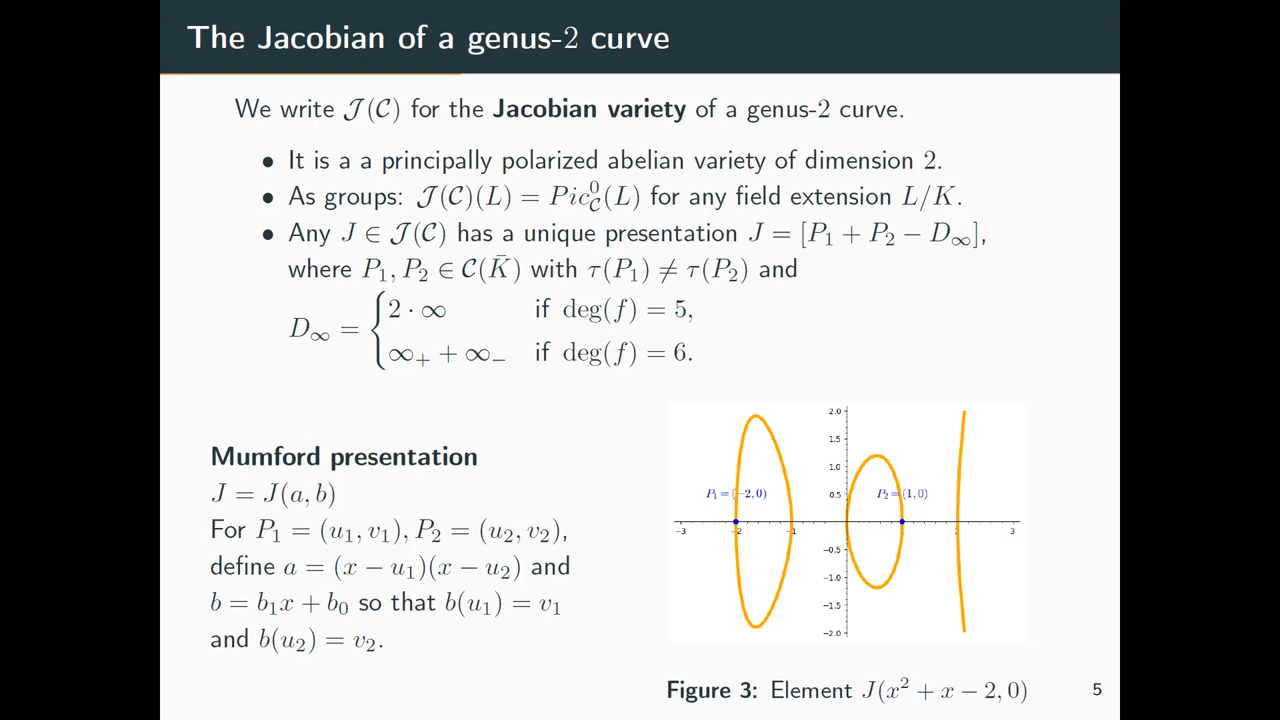 The Jacobian of a genus-2 curve
We write 𝒥(𝒞) for the Jacobian variety of a genus-2 curve.
• It is a a principally polarized abelian variety of dimension 2.
• As groups: 𝒥(𝒞)(L) = Pic⁰_𝒞(L) for any field extension L/K.
• Any J ∈ 𝒥(𝒞) has a unique presentation J = [P₁ + P₂ − D∞],
where P₁, P₂ ∈ 𝒞(K̄) with τ(P₁) ≠ τ(P₂) and
D∞ = { 2 · ∞ if deg(f) = 5,
∞₊ + ∞₋ if deg(f) = 6.
Mumford presentation
J = J(a, b)
For P₁ = (u₁, v₁), P₂ = (u₂, v₂),
define a = (x − u₁)(x − u₂) and
b = b₁x + b₀ so that b(u₁) = v₁
and b(u₂) = v₂.
2.0
1.5
1.0
0.5
P₁ = (−2, 0) P₂ = (1, 0)
−3 −2 −1 1 2 3
−0.5
−1.0
−1.5
−2.0
Figure 3: Element J(x² + x − 2, 0)
5